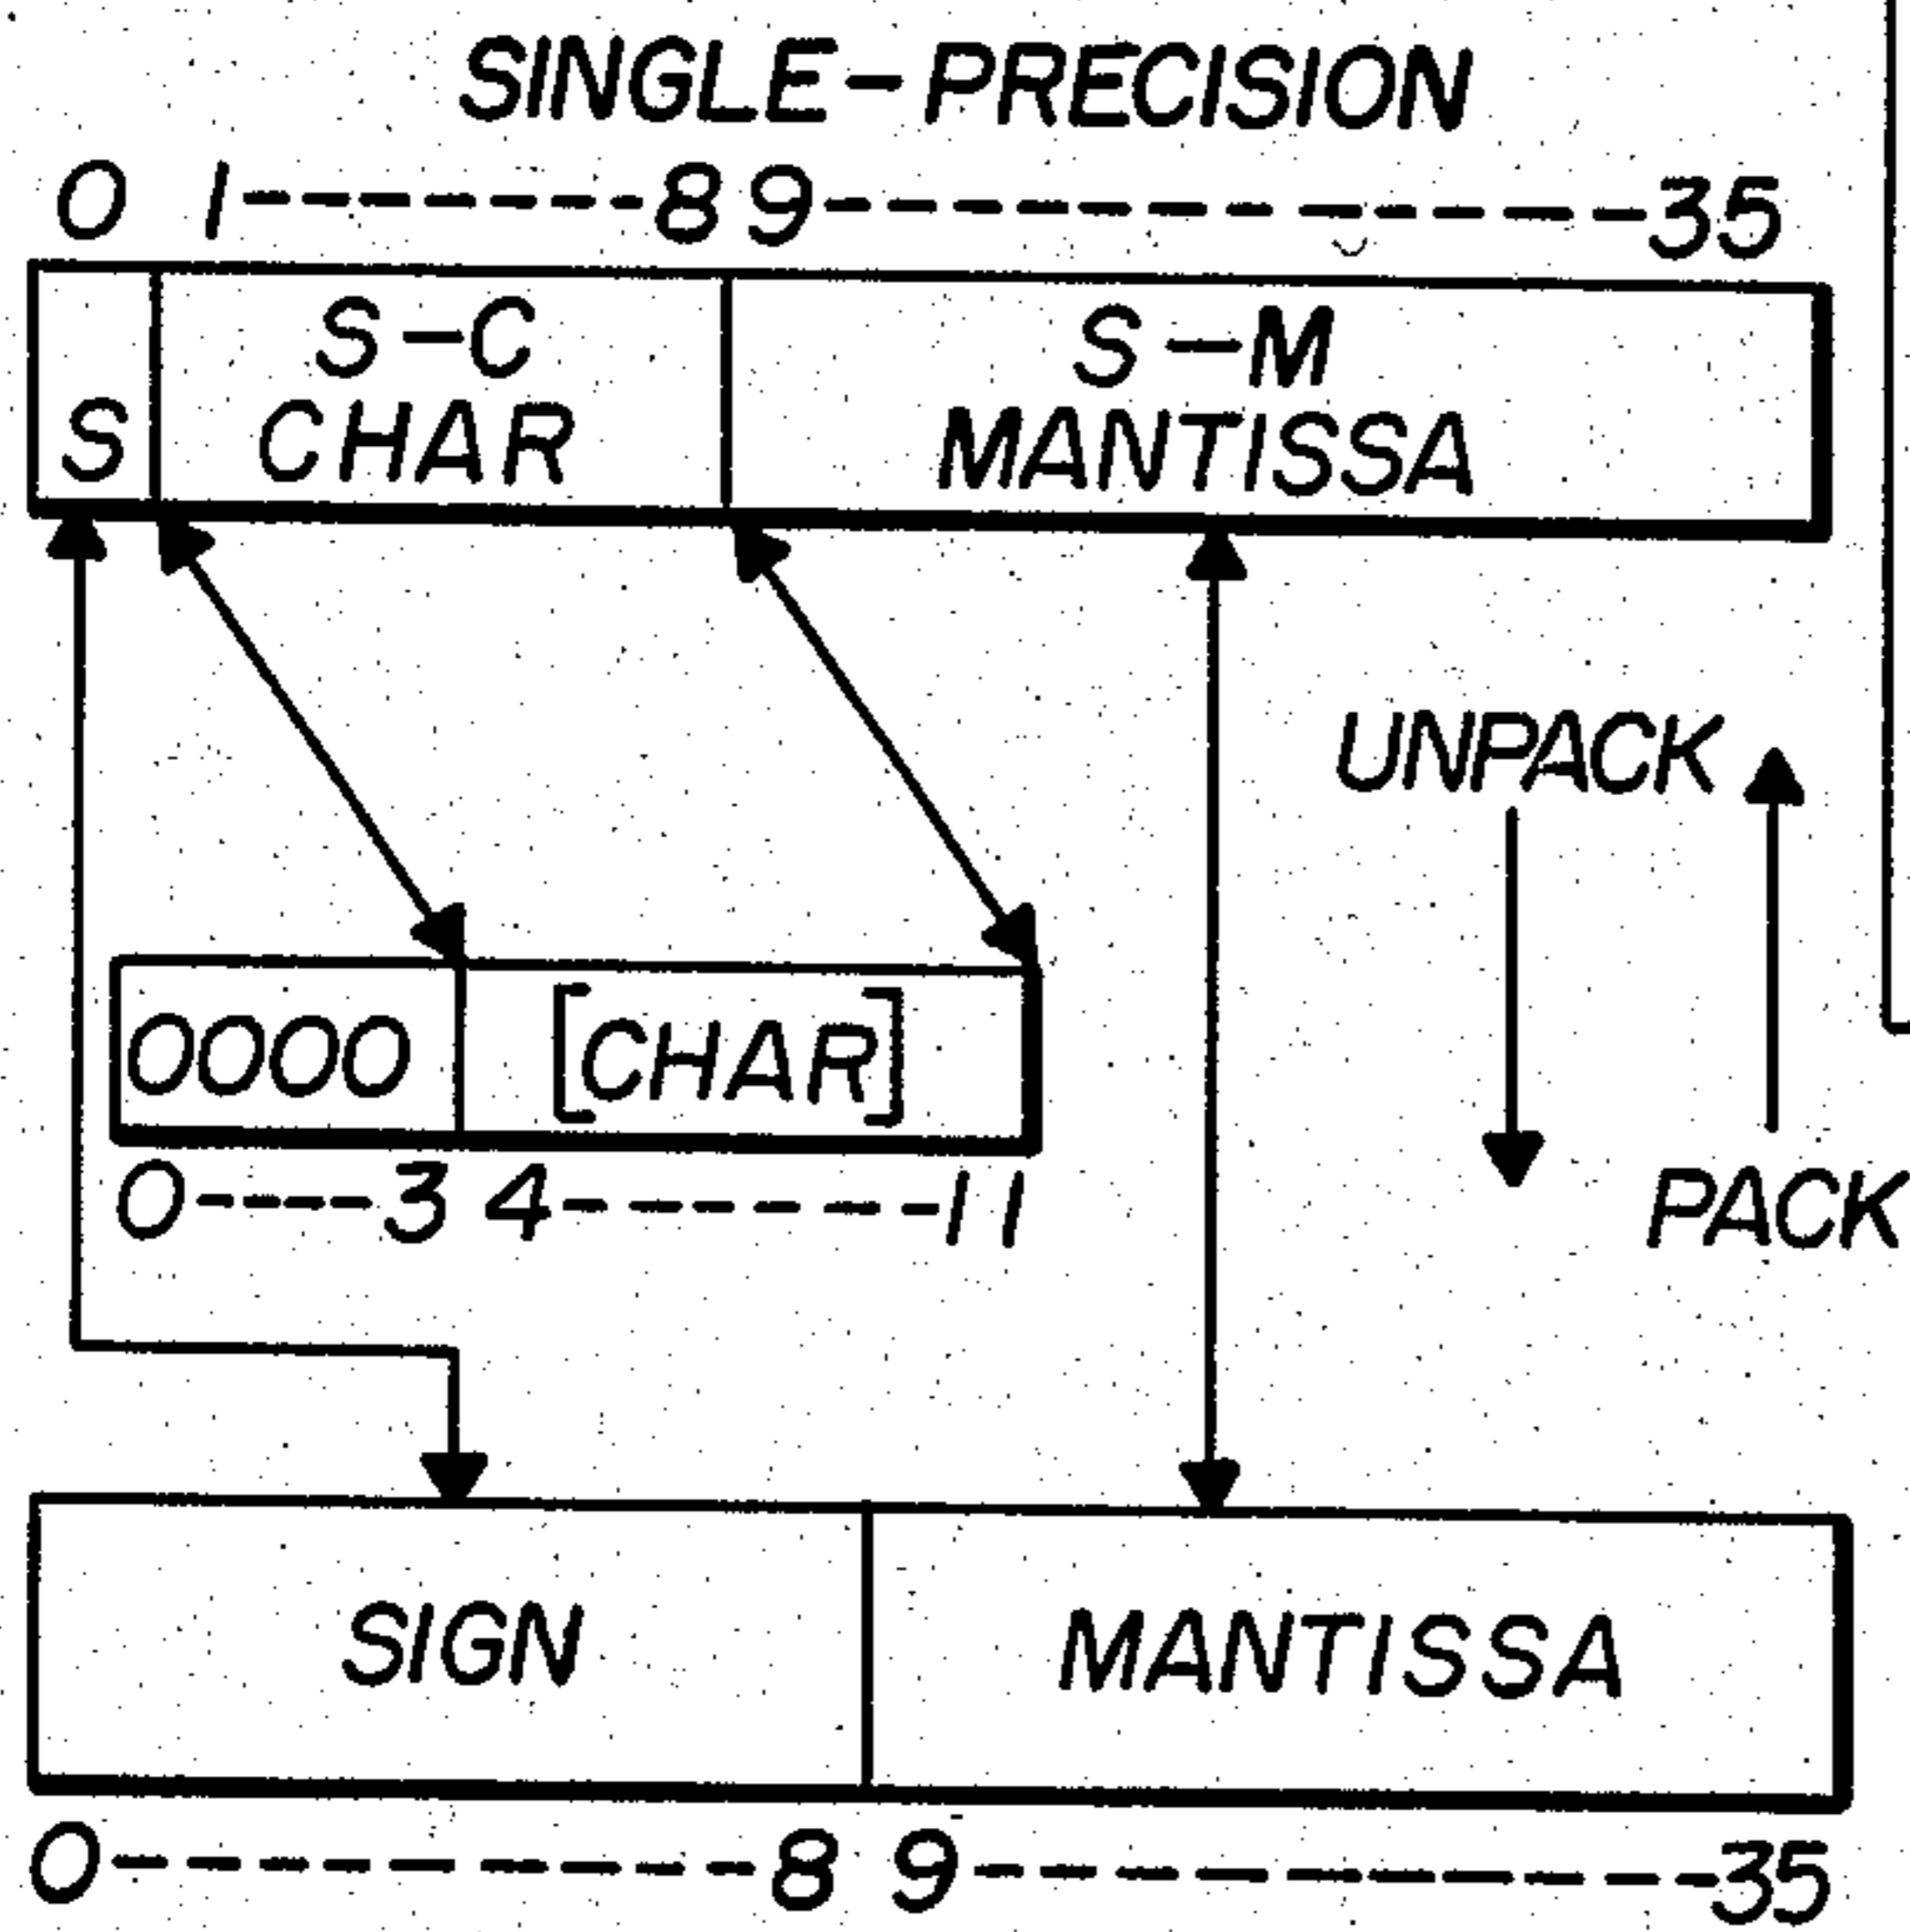 SINGLE-PRECISION
0 1-------8 9------------35
S-C S-M
S CHAR MANTISSA
UNPACK
0000 [CHAR]
0---3 4-------11
PACK
SIGN MANTISSA
0---------8 9----------35